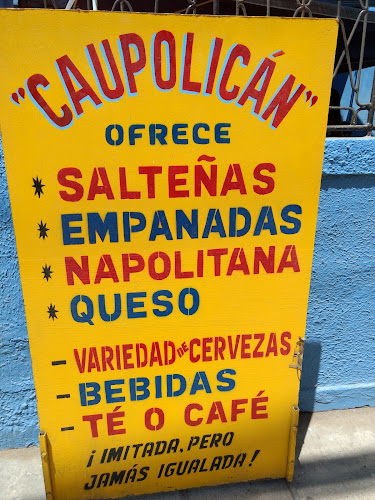 "CAUPOLICÁN"
OFRECE
* SALTEÑAS
* EMPANADAS
* NAPOLITANA
* QUESO
- VARIEDAD DE CERVEZAS
- BEBIDAS
- TÉ O CAFÉ
¡IMITADA, PERO
JAMÁS IGUALADA!